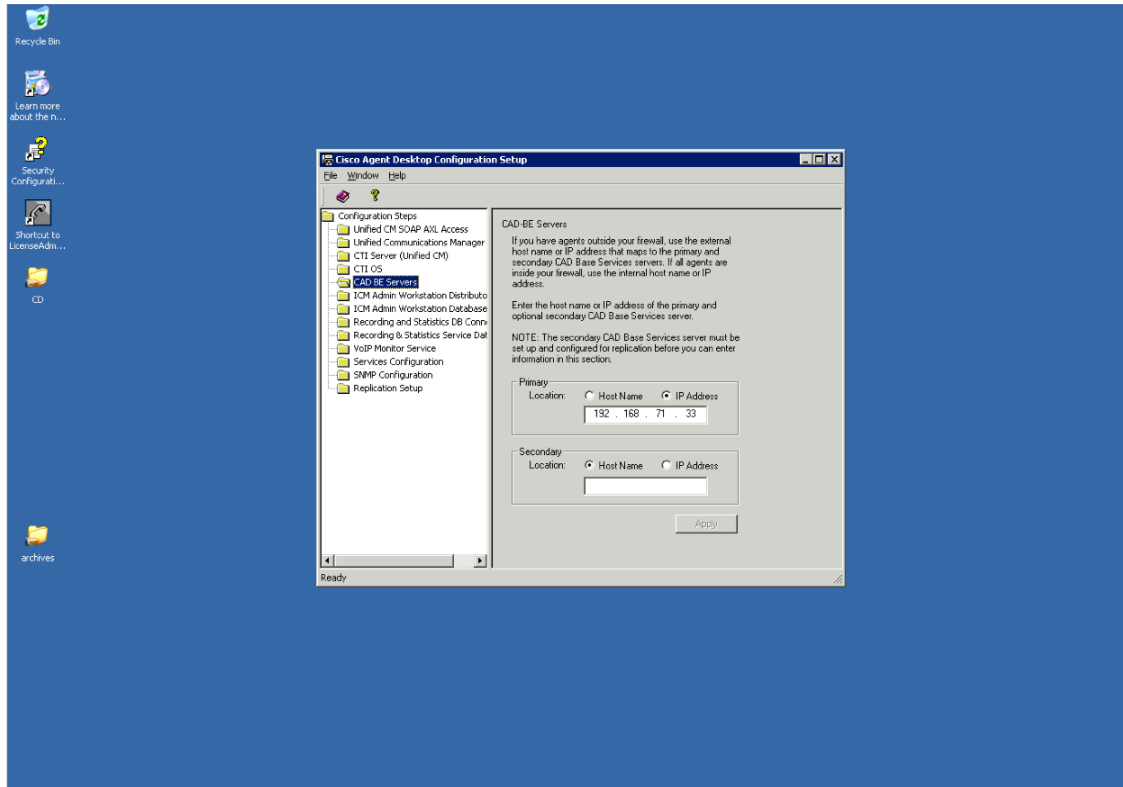 Recycle Bin
Learn more
about the n...
Security
Configurati...
Shortcut to
LicenseAdm...
CD
archives
Cisco Agent Desktop Configuration Setup
File Window Help
Configuration Steps
Unified CM SOAP AXL Access
Unified Communications Manager
CTI Server (Unified CM)
CTI OS
CAD BE Servers
ICM Admin Workstation Distributo
ICM Admin Workstation Database
Recording and Statistics DB Conn
Recording & Statistics Service Dat
VoIP Monitor Service
Services Configuration
SNMP Configuration
Replication Setup
CAD-BE Servers
If you have agents outside your firewall, use the external
host name or IP address that maps to the primary and
secondary CAD Base Services servers. If all agents are
inside your firewall, use the internal host name or IP
address.
Enter the host name or IP address of the primary and
optional secondary CAD Base Services server.
NOTE: The secondary CAD Base Services server must be
set up and configured for replication before you can enter
information in this section.
Primary
Location: Host Name IP Address
192 . 168 . 71 . 33
Secondary
Location: Host Name IP Address
Apply
Ready